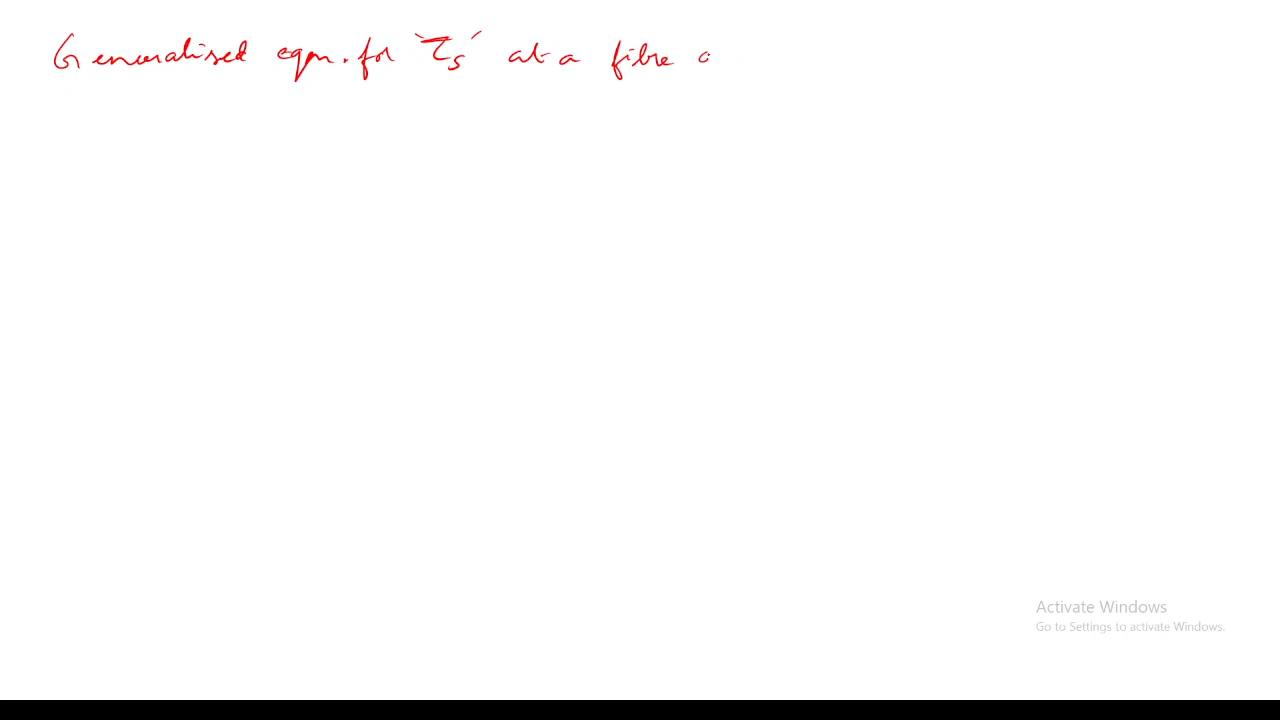 Generalised eqn. for `τs' at a fibre
Activate Windows
Go to Settings to activate Windows.